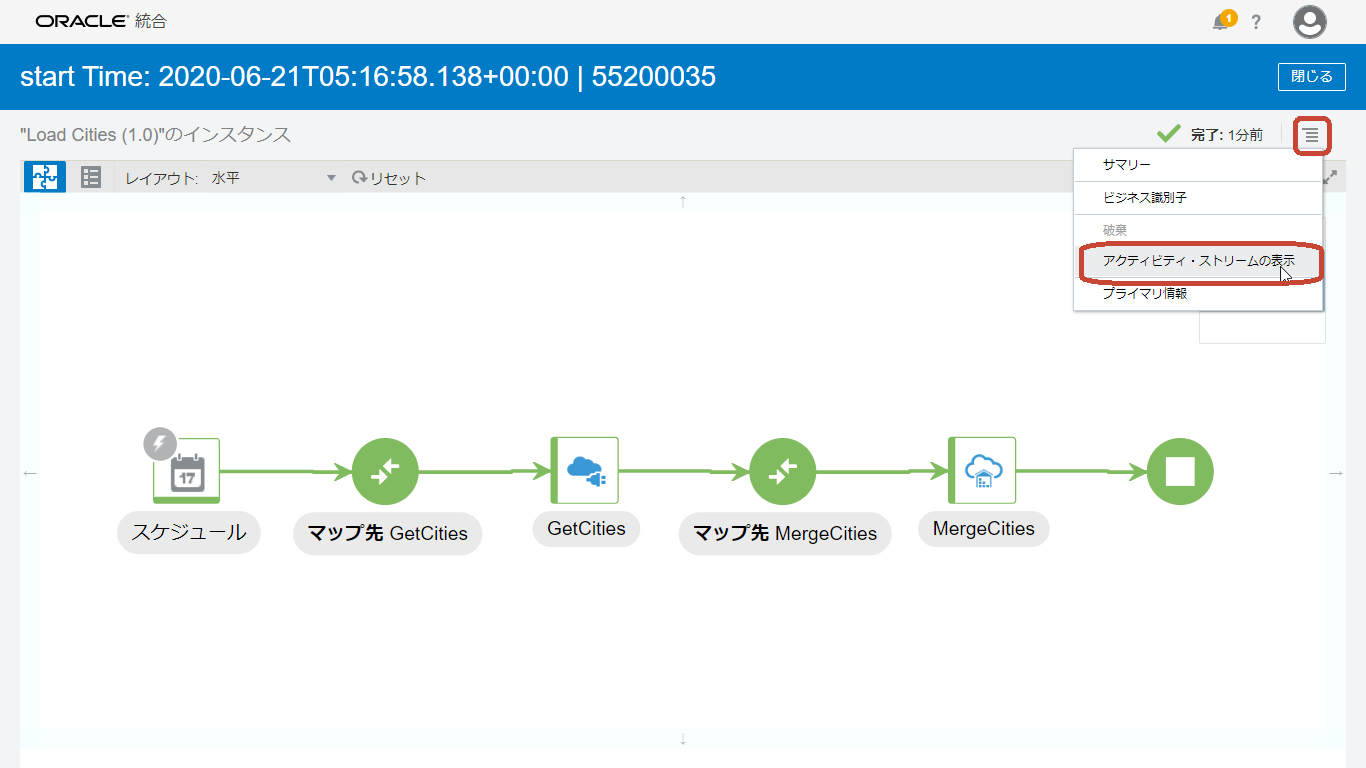 ORACLE® 統合
1
?
start Time: 2020-06-21T05:16:58.138+00:00 | 55200035
閉じる
"Load Cities (1.0)"のインスタンス
完了: 1分前
レイアウト: 水平
リセット
サマリー
ビジネス識別子
破棄
アクティビティ・ストリームの表示
プライマリ情報
17
スケジュール
マップ先 GetCities
GetCities
マップ先 MergeCities
MergeCities